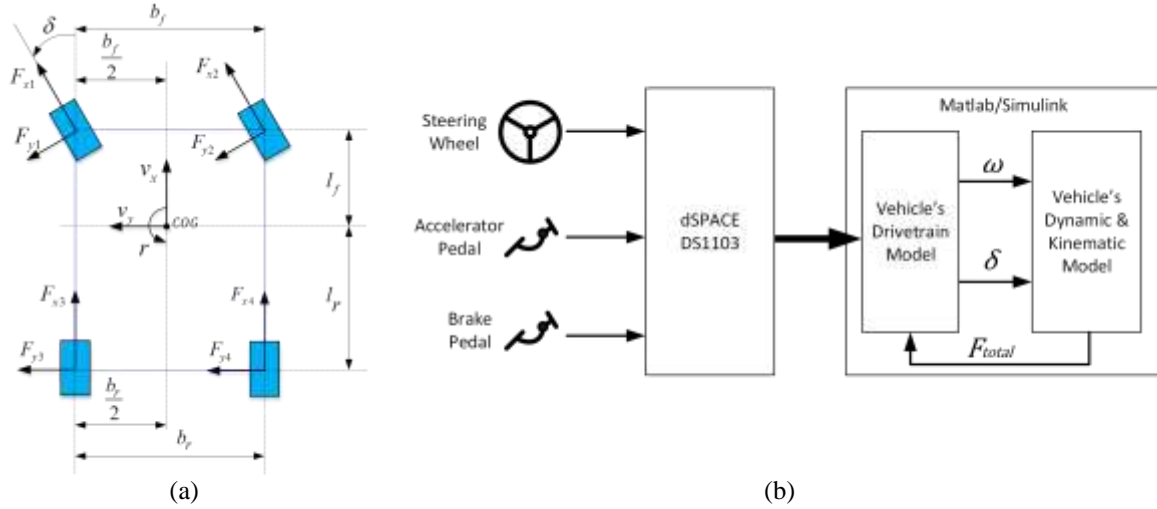 δ
b_f
b_f
2
F_x1
F_x2
F_y1
F_y2
v_x
l_f
v_y
COG
r
F_x3
F_x4
l_r
F_y3
F_y4
b_r
2
b_r
(a)
Steering
Wheel
Accelerator
Pedal
Brake
Pedal
dSPACE
DS1103
Matlab/Simulink
Vehicle's
Drivetrain
Model
ω
δ
Vehicle's
Dynamic &
Kinematic
Model
F_total
(b)